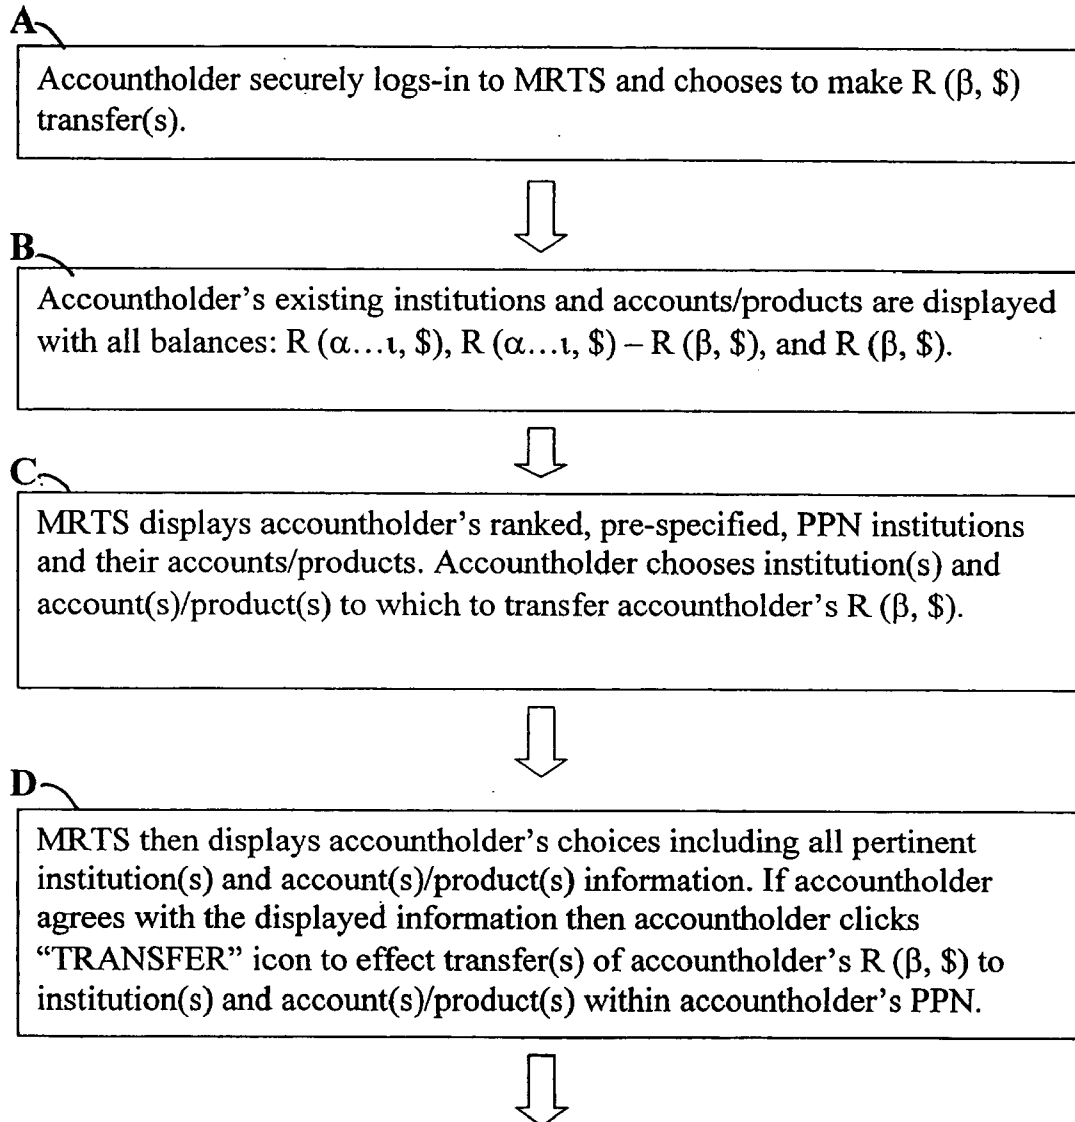 A
Accountholder securely logs-in to MRTS and chooses to make R (β, $)
transfer(s).
B
Accountholder’s existing institutions and accounts/products are displayed
with all balances: R (α…ι, $), R (α…ι, $) – R (β, $), and R (β, $).
C
MRTS displays accountholder’s ranked, pre-specified, PPN institutions
and their accounts/products. Accountholder chooses institution(s) and
account(s)/product(s) to which to transfer accountholder’s R (β, $).
D
MRTS then displays accountholder’s choices including all pertinent
institution(s) and account(s)/product(s) information. If accountholder
agrees with the displayed information then accountholder clicks
“TRANSFER” icon to effect transfer(s) of accountholder’s R (β, $) to
institution(s) and account(s)/product(s) within accountholder’s PPN.